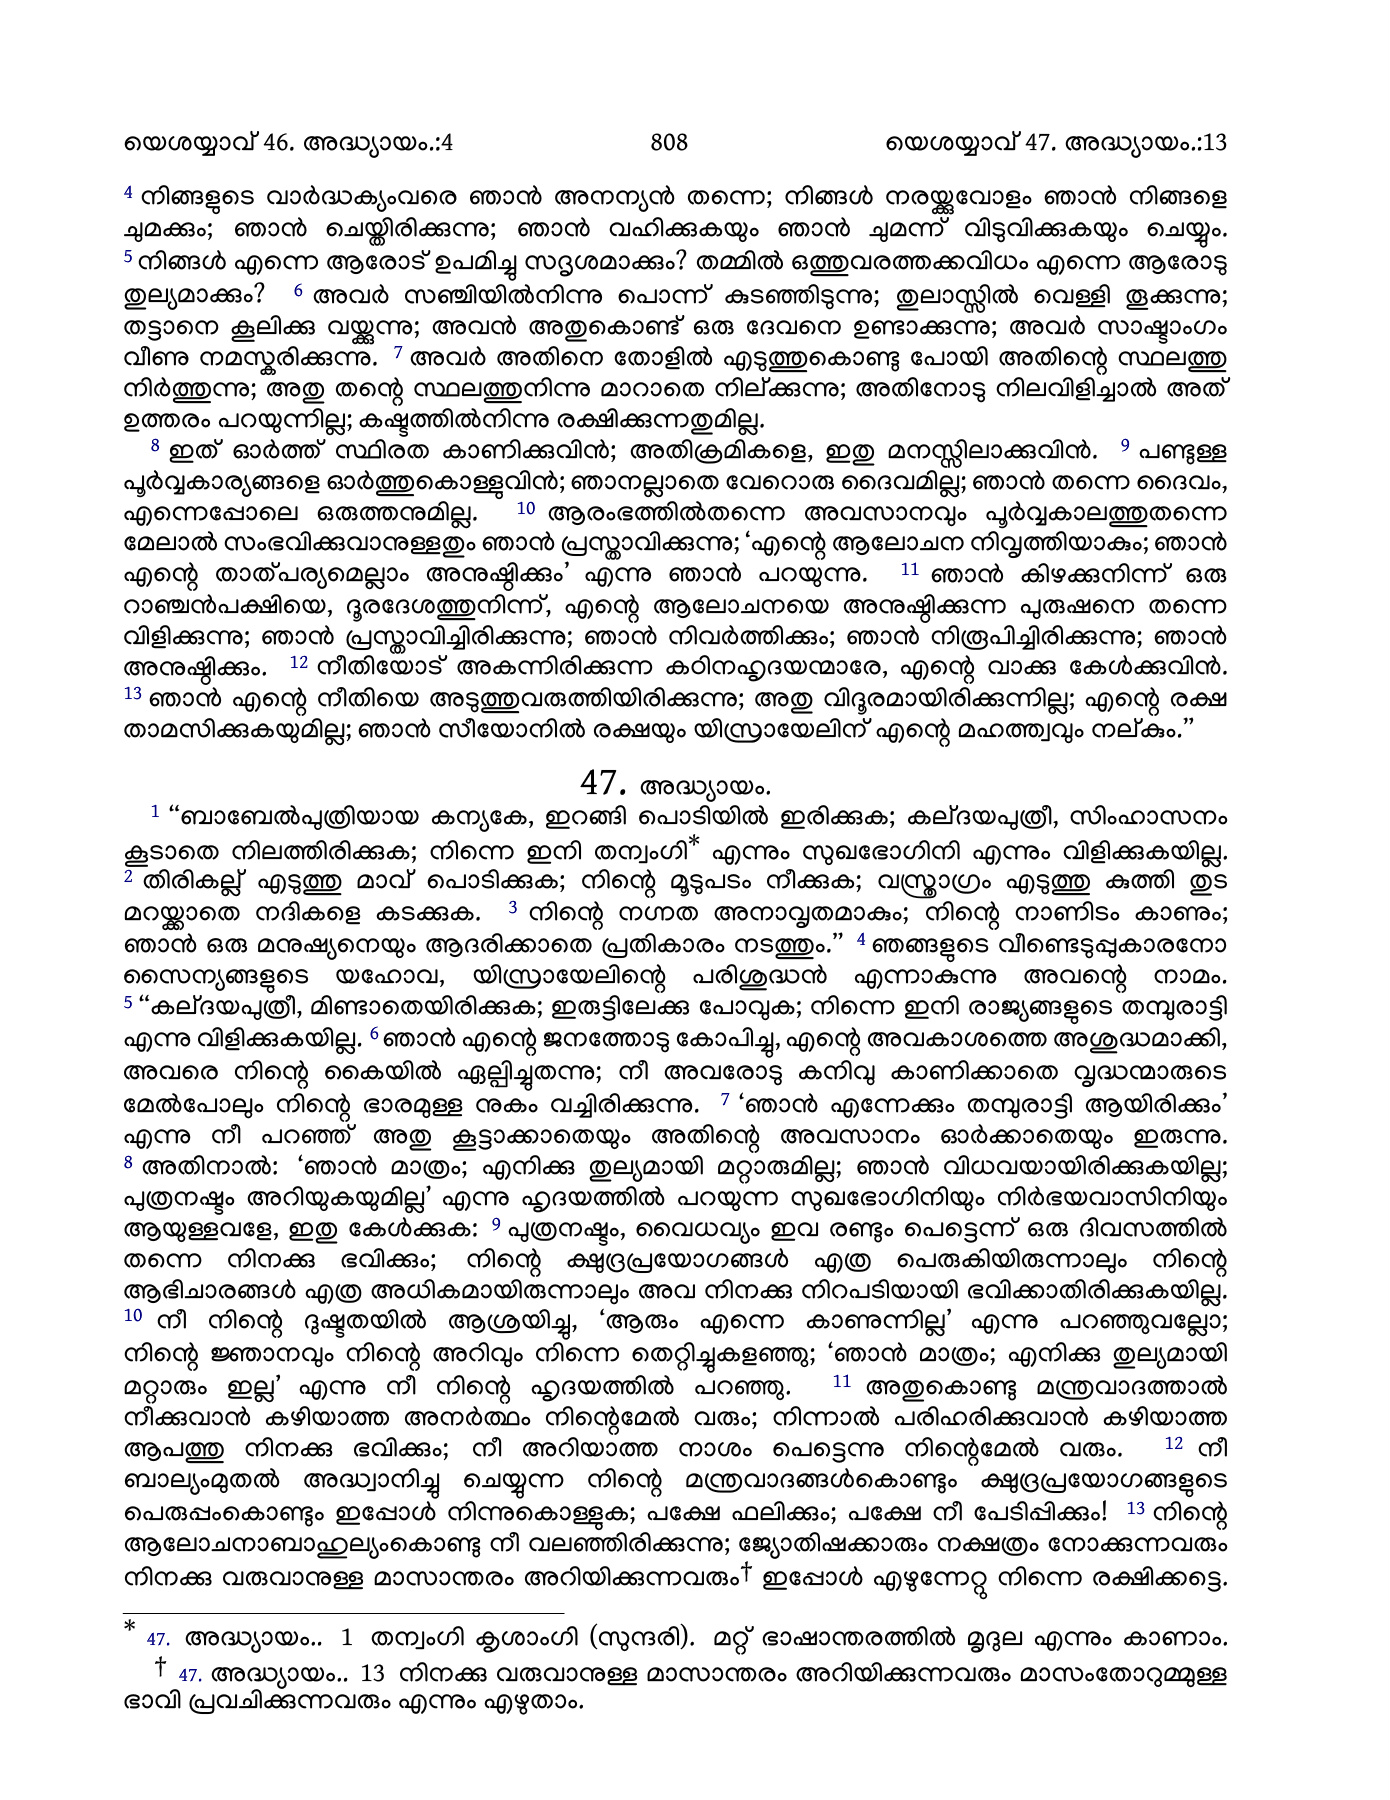 യെശയ്യാവ് 46. അദ്ധ്യായം.:4 808 യെശയ്യാവ് 47. അദ്ധ്യായം.:13
4 നിങ്ങളുടെ വാർദ്ധക്യംവരെ ഞാൻ അനന്യൻ തന്നെ; നിങ്ങൾ നരയ്ക്കുവോളം ഞാൻ നിങ്ങളെ
ചുമക്കും; ഞാൻ ചെയ്തിരിക്കുന്നു; ഞാൻ വഹിക്കുകയും ഞാൻ ചുമന്ന് വിടുവിക്കുകയും ചെയ്യും.
5 നിങ്ങൾ എന്നെ ആരോട് ഉപമിച്ചു സദൃശമാക്കും? തമ്മിൽ ഒത്തുവരത്തക്കവിധം എന്നെ ആരോടു
തുല്യമാക്കും? 6 അവർ സഞ്ചിയിൽനിന്നു പൊന്ന് കുടഞ്ഞിടുന്നു; തുലാസ്സിൽ വെള്ളി തൂക്കുന്നു;
തട്ടാനെ കൂലിക്കു വയ്ക്കുന്നു; അവൻ അതുകൊണ്ട് ഒരു ദേവനെ ഉണ്ടാക്കുന്നു; അവർ സാഷ്ടാംഗം
വീണു നമസ്കരിക്കുന്നു. 7 അവർ അതിനെ തോളിൽ എടുത്തുകൊണ്ടു പോയി അതിന്റെ സ്ഥലത്തു
നിർത്തുന്നു; അതു തന്റെ സ്ഥലത്തുനിന്നു മാറാതെ നില്ക്കുന്നു; അതിനോടു നിലവിളിച്ചാൽ അത്
ഉത്തരം പറയുന്നില്ല; കഷ്ടത്തിൽനിന്നു രക്ഷിക്കുന്നതുമില്ല.
8 ഇത് ഓർത്ത് സ്ഥിരത കാണിക്കുവിൻ; അതിക്രമികളെ, ഇതു മനസ്സിലാക്കുവിൻ. 9 പണ്ടുള്ള
പൂർവ്വകാര്യങ്ങളെ ഓർത്തുകൊള്ളുവിൻ; ഞാനല്ലാതെ വേറൊരു ദൈവമില്ല; ഞാൻ തന്നെ ദൈവം,
എന്നെപ്പോലെ ഒരുത്തനുമില്ല. 10 ആരംഭത്തിൽതന്നെ അവസാനവും പൂർവ്വകാലത്തുതന്നെ
മേലാൽ സംഭവിക്കുവാനുള്ളതും ഞാൻ പ്രസ്താവിക്കുന്നു; ‘എന്റെ ആലോചന നിവൃത്തിയാകും; ഞാൻ
എന്റെ താത്പര്യമെല്ലാം അനുഷ്ഠിക്കും’ എന്നു ഞാൻ പറയുന്നു. 11 ഞാൻ കിഴക്കുനിന്ന് ഒരു
റാഞ്ചൻപക്ഷിയെ, ദൂരദേശത്തുനിന്ന്, എന്റെ ആലോചനയെ അനുഷ്ഠിക്കുന്ന പുരുഷനെ തന്നെ
വിളിക്കുന്നു; ഞാൻ പ്രസ്താവിച്ചിരിക്കുന്നു; ഞാൻ നിവർത്തിക്കും; ഞാൻ നിരൂപിച്ചിരിക്കുന്നു; ഞാൻ
അനുഷ്ഠിക്കും. 12 നീതിയോട് അകന്നിരിക്കുന്ന കഠിനഹൃദയന്മാരേ, എന്റെ വാക്കു കേൾക്കുവിൻ.
13 ഞാൻ എന്റെ നീതിയെ അടുത്തുവരുത്തിയിരിക്കുന്നു; അതു വിദൂരമായിരിക്കുന്നില്ല; എന്റെ രക്ഷ
താമസിക്കുകയുമില്ല; ഞാൻ സീയോനിൽ രക്ഷയും യിസ്രായേലിന് എന്റെ മഹത്ത്വവും നല്കും.”
47. അദ്ധ്യായം.
1 “ബാബേൽപുത്രിയായ കന്യകേ, ഇറങ്ങി പൊടിയിൽ ഇരിക്കുക; കല്ദയപുത്രീ, സിംഹാസനം
കൂടാതെ നിലത്തിരിക്കുക; നിന്നെ ഇനി തന്വംഗി* എന്നും സുഖഭോഗിനി എന്നും വിളിക്കുകയില്ല.
2 തിരികല്ല് എടുത്തു മാവ് പൊടിക്കുക; നിന്റെ മൂടുപടം നീക്കുക; വസ്ത്രാഗ്രം എടുത്തു കുത്തി തുട
മറയ്ക്കാതെ നദികളെ കടക്കുക. 3 നിന്റെ നഗ്നത അനാവൃതമാകും; നിന്റെ നാണിടം കാണും;
ഞാൻ ഒരു മനുഷ്യനെയും ആദരിക്കാതെ പ്രതികാരം നടത്തും.” 4 ഞങ്ങളുടെ വീണ്ടെടുപ്പുകാരനോ
സൈന്യങ്ങളുടെ യഹോവ, യിസ്രായേലിന്റെ പരിശുദ്ധൻ എന്നാകുന്നു അവന്റെ നാമം.
5 “കല്ദയപുത്രീ, മിണ്ടാതെയിരിക്കുക; ഇരുട്ടിലേക്കു പോവുക; നിന്നെ ഇനി രാജ്യങ്ങളുടെ തമ്പുരാട്ടി
എന്നു വിളിക്കുകയില്ല. 6 ഞാൻ എന്റെ ജനത്തോടു കോപിച്ചു, എന്റെ അവകാശത്തെ അശുദ്ധമാക്കി,
അവരെ നിന്റെ കൈയിൽ ഏല്പിച്ചുതന്നു; നീ അവരോടു കനിവു കാണിക്കാതെ വൃദ്ധന്മാരുടെ
മേൽപോലും നിന്റെ ഭാരമുള്ള നുകം വച്ചിരിക്കുന്നു. 7 ‘ഞാൻ എന്നേക്കും തമ്പുരാട്ടി ആയിരിക്കും’
എന്നു നീ പറഞ്ഞ് അതു കൂട്ടാക്കാതെയും അതിന്റെ അവസാനം ഓർക്കാതെയും ഇരുന്നു.
8 അതിനാൽ: ‘ഞാൻ മാത്രം; എനിക്കു തുല്യമായി മറ്റാരുമില്ല; ഞാൻ വിധവയായിരിക്കുകയില്ല;
പുത്രനഷ്ടം അറിയുകയുമില്ല’ എന്നു ഹൃദയത്തിൽ പറയുന്ന സുഖഭോഗിനിയും നിർഭയവാസിനിയും
ആയുള്ളവളേ, ഇതു കേൾക്കുക: 9 പുത്രനഷ്ടം, വൈധവ്യം ഇവ രണ്ടും പെട്ടെന്ന് ഒരു ദിവസത്തിൽ
തന്നെ നിനക്കു ഭവിക്കും; നിന്റെ ക്ഷുദ്രപ്രയോഗങ്ങൾ എത്ര പെരുകിയിരുന്നാലും നിന്റെ
ആഭിചാരങ്ങൾ എത്ര അധികമായിരുന്നാലും അവ നിനക്കു നിറപടിയായി ഭവിക്കാതിരിക്കുകയില്ല.
10 നീ നിന്റെ ദുഷ്ടതയിൽ ആശ്രയിച്ചു, ‘ആരും എന്നെ കാണുന്നില്ല’ എന്നു പറഞ്ഞുവല്ലോ;
നിന്റെ ജ്ഞാനവും നിന്റെ അറിവും നിന്നെ തെറ്റിച്ചുകളഞ്ഞു; ‘ഞാൻ മാത്രം; എനിക്കു തുല്യമായി
മറ്റാരും ഇല്ല’ എന്നു നീ നിന്റെ ഹൃദയത്തിൽ പറഞ്ഞു. 11 അതുകൊണ്ടു മന്ത്രവാദത്താൽ
നീക്കുവാൻ കഴിയാത്ത അനർത്ഥം നിന്റെമേൽ വരും; നിന്നാൽ പരിഹരിക്കുവാൻ കഴിയാത്ത
ആപത്തു നിനക്കു ഭവിക്കും; നീ അറിയാത്ത നാശം പെട്ടെന്നു നിന്റെമേൽ വരും. 12 നീ
ബാല്യംമുതൽ അദ്ധ്വാനിച്ചു ചെയ്യുന്ന നിന്റെ മന്ത്രവാദങ്ങൾകൊണ്ടും ക്ഷുദ്രപ്രയോഗങ്ങളുടെ
പെരുപ്പംകൊണ്ടും ഇപ്പോൾ നിന്നുകൊള്ളുക; പക്ഷേ ഫലിക്കും; പക്ഷേ നീ പേടിപ്പിക്കും! 13 നിന്റെ
ആലോചനാബാഹുല്യംകൊണ്ടു നീ വലഞ്ഞിരിക്കുന്നു; ജ്യോതിഷക്കാരും നക്ഷത്രം നോക്കുന്നവരും
നിനക്കു വരുവാനുള്ള മാസാന്തരം അറിയിക്കുന്നവരും† ഇപ്പോൾ എഴുന്നേറ്റു നിന്നെ രക്ഷിക്കട്ടെ.
* 47. അദ്ധ്യായം.. 1 തന്വംഗി കൃശാംഗി (സുന്ദരി). മറ്റ് ഭാഷാന്തരത്തിൽ മൃദുല എന്നും കാണാം.
† 47. അദ്ധ്യായം.. 13 നിനക്കു വരുവാനുള്ള മാസാന്തരം അറിയിക്കുന്നവരും മാസംതോറുമ്മുള്ള
ഭാവി പ്രവചിക്കുന്നവരും എന്നും എഴുതാം.